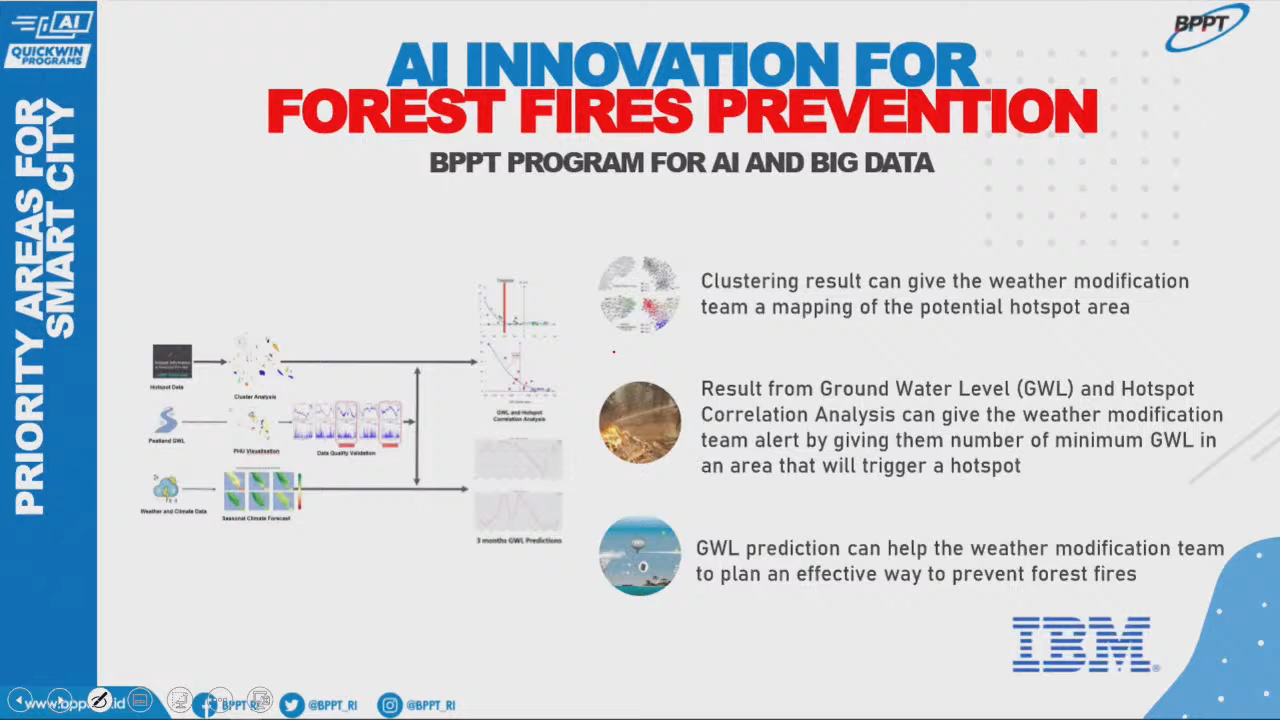 AI
QUICKWIN
PROGRAMS
PRIORITY AREAS FOR
SMART CITY
BPPT
AI INNOVATION FOR
FOREST FIRES PREVENTION
BPPT PROGRAM FOR AI AND BIG DATA
Hotspot Data
Cluster Analysis
GWL and Hotspot
Correlation Analysis
Peatland GWL
PHU Visualisation
Data Quality Validation
Weather and Climate Data
Seasonal Climate Forecast
3 months GWL Predictions
Clustering result can give the weather modification
team a mapping of the potential hotspot area
Result from Ground Water Level (GWL) and Hotspot
Correlation Analysis can give the weather modification
team alert by giving them number of minimum GWL in
an area that will trigger a hotspot
GWL prediction can help the weather modification team
to plan an effective way to prevent forest fires
IBM®
@BPPT_RI
@BPPT_RI